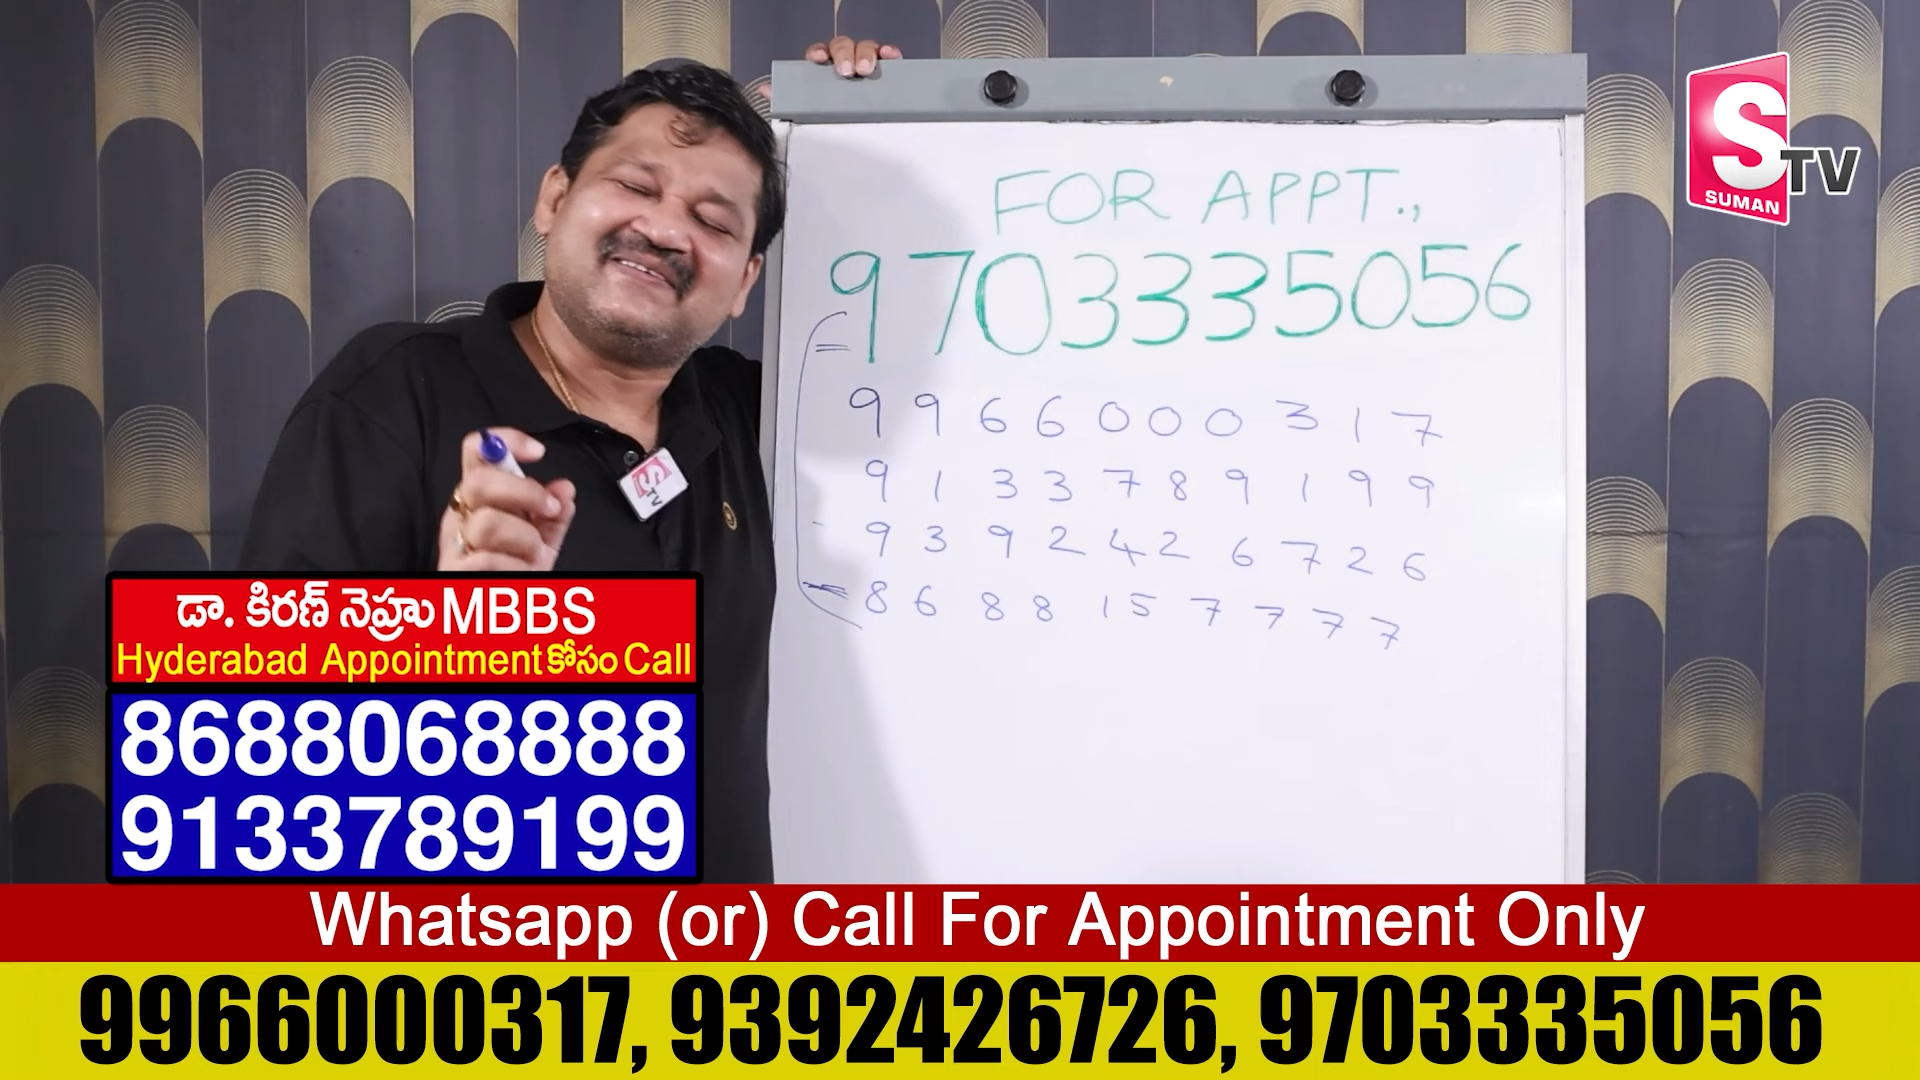 S TV
SUMAN
FOR APPT.,
9703335056
9966000317
9133789199
9392426726
8688157777
S TV
డా. కిరణ్ నెహ్రు MBBS
Hyderabad Appointment కోసం Call
8688068888
9133789199
Whatsapp (or) Call For Appointment Only
9966000317, 9392426726, 9703335056